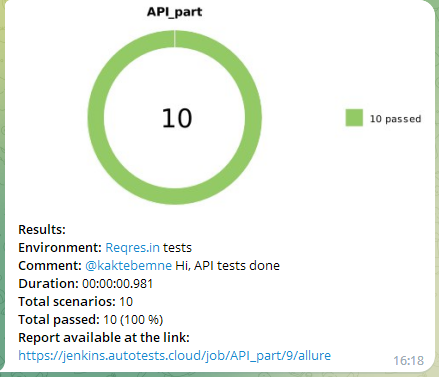 API_part
10
10 passed
Results:
Environment: Reqres.in tests
Comment: @kaktebemne Hi, API tests done
Duration: 00:00:00.981
Total scenarios: 10
Total passed: 10 (100 %)
Report available at the link:
https://jenkins.autotests.cloud/job/API_part/9/allure
16:18